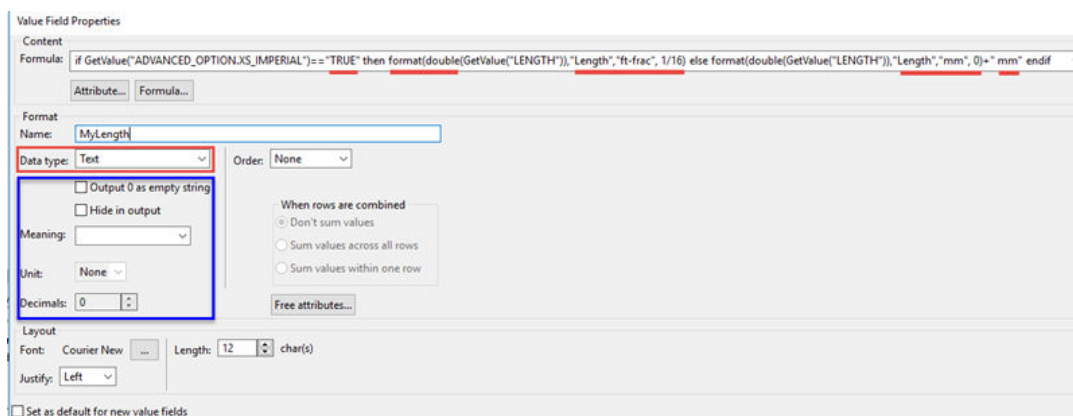 Value Field Properties
Content
Formula: if GetValue("ADVANCED_OPTION.XS_IMPERIAL")=="TRUE" then format(double(GetValue("LENGTH")),"Length","ft-frac", 1/16) else format(double(GetValue("LENGTH")),"Length","mm", 0)+" mm" endif
Attribute... Formula...
Format
Name: MyLength
Data type: Text Order: None
Output 0 as empty string
Hide in output
When rows are combined
Don't sum values
Meaning:
Sum values across all rows
Unit: None
Sum values within one row
Decimals: 0 Free attributes...
Layout
Font: Courier New ... Length: 12 char(s)
Justify: Left
Set as default for new value fields